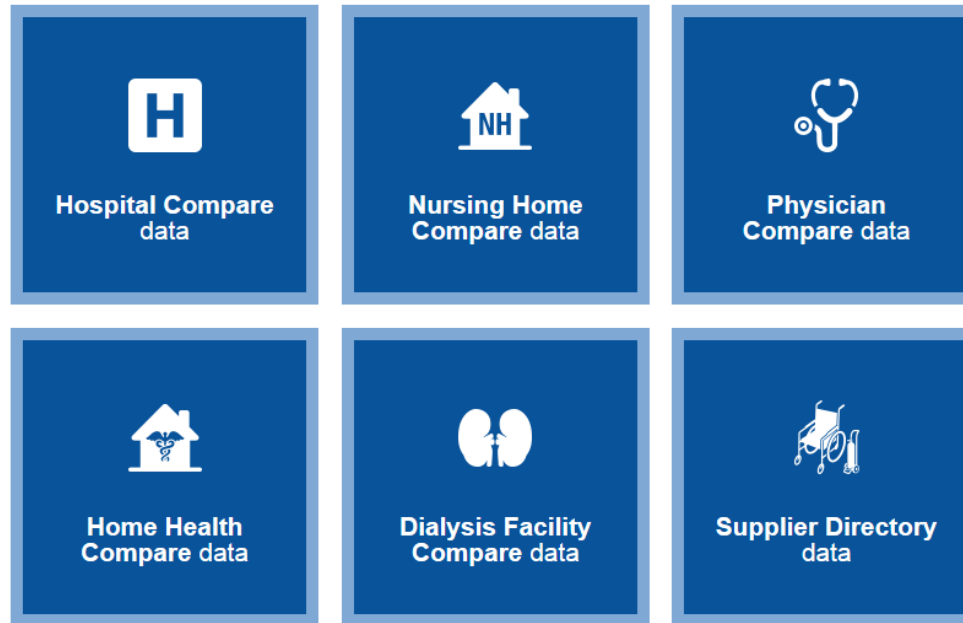 H
Hospital Compare
data
NH
Nursing Home
Compare data
Physician
Compare data
Home Health
Compare data
Dialysis Facility
Compare data
Supplier Directory
data